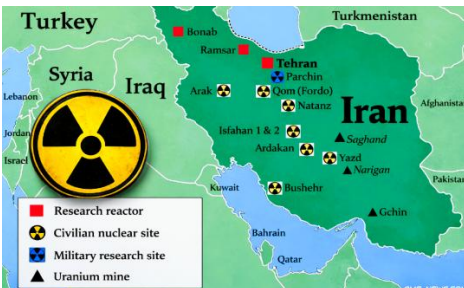 Turkey
Turkmenistan
Bonab
Ramsar
Tehran
Parchin
Syria
Iraq
Lebanon
Arak
Qom (Fordo)
Natanz
Iran
Afghanistan
Jordan
Isfahan 1 & 2
Saghand
Israel
Ardakan
Yazd
Narigan
Pakistan
Kuwait
Bushehr
Research reactor
Gchin
Civilian nuclear site
Bahrain
Military research site
Qatar
Uranium mine